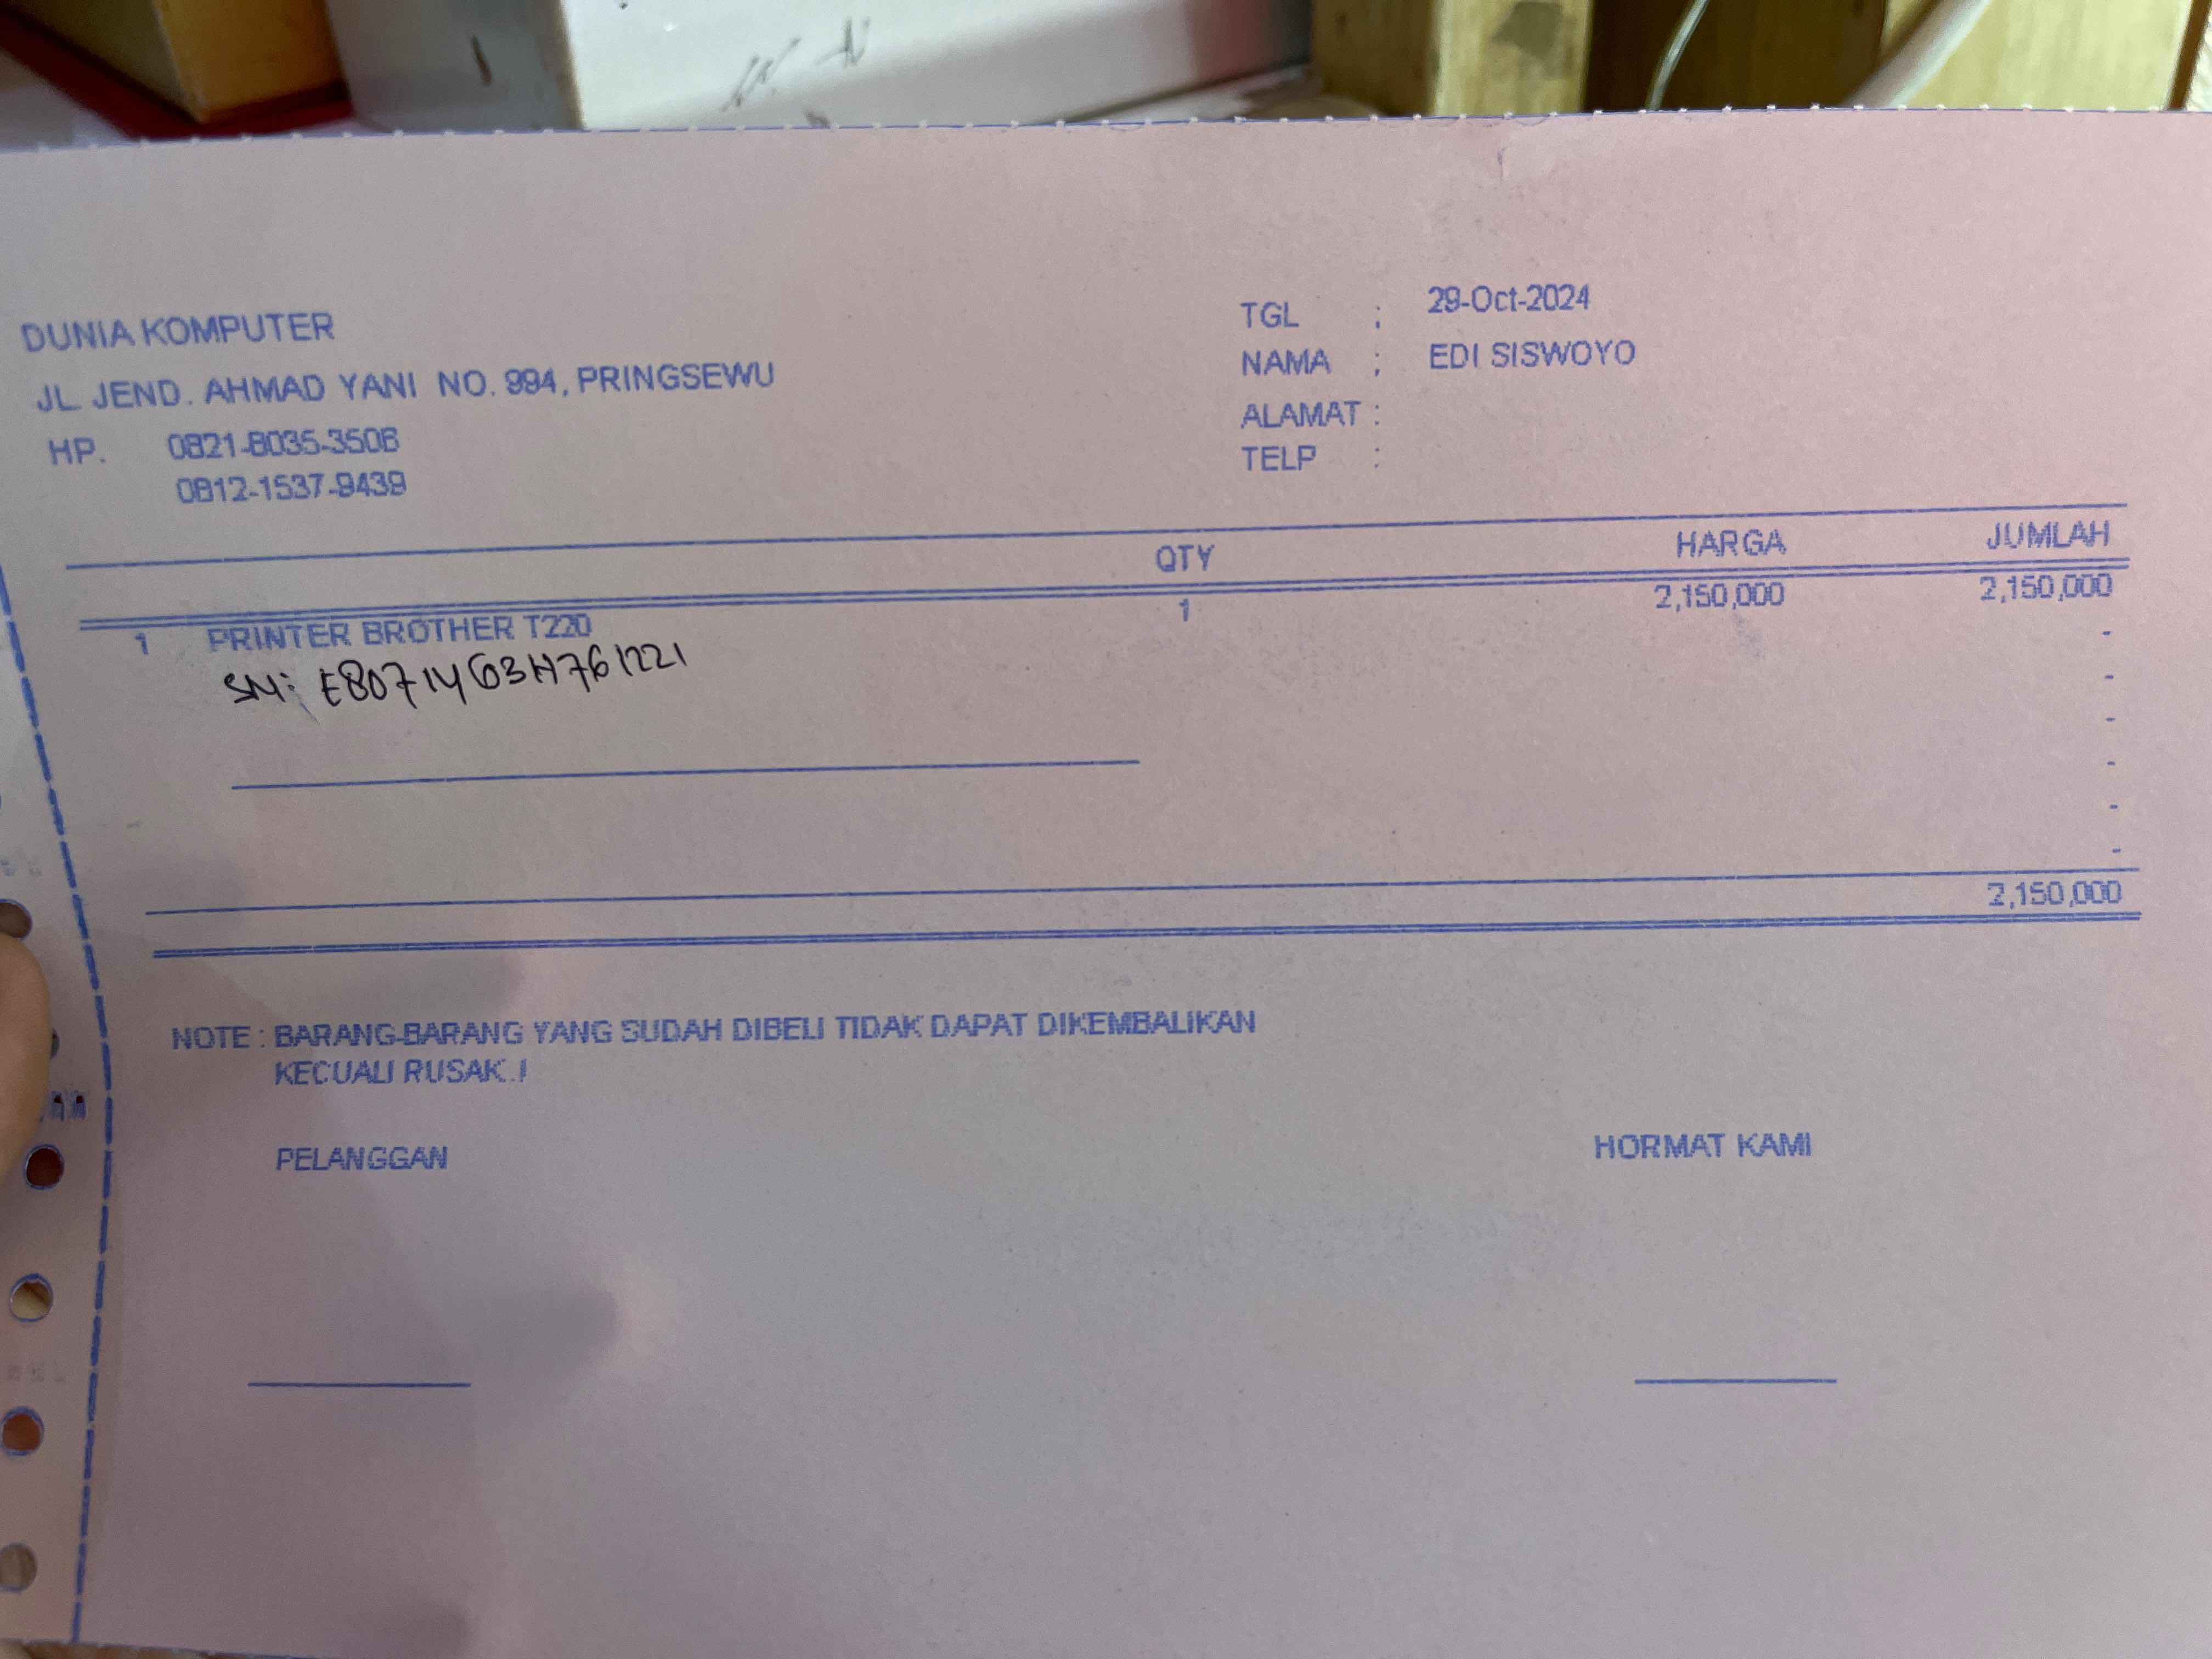 DUNIA KOMPUTER
JL JEND. AHMAD YANI NO. 994, PRINGSEWU
HP. 0821-8035-3506
0812-1537-9439
TGL : 29-Oct-2024
NAMA : EDI SISWOYO
ALAMAT :
TELP :
QTY HARGA JUMLAH
1 PRINTER BROTHER T220 1 2,150,000 2,150,000
SN: E80714G3H761221
-
-
-
-
-
-
2,150,000
NOTE : BARANG-BARANG YANG SUDAH DIBELI TIDAK DAPAT DIKEMBALIKAN
KECUALI RUSAK.!
PELANGGAN HORMAT KAMI